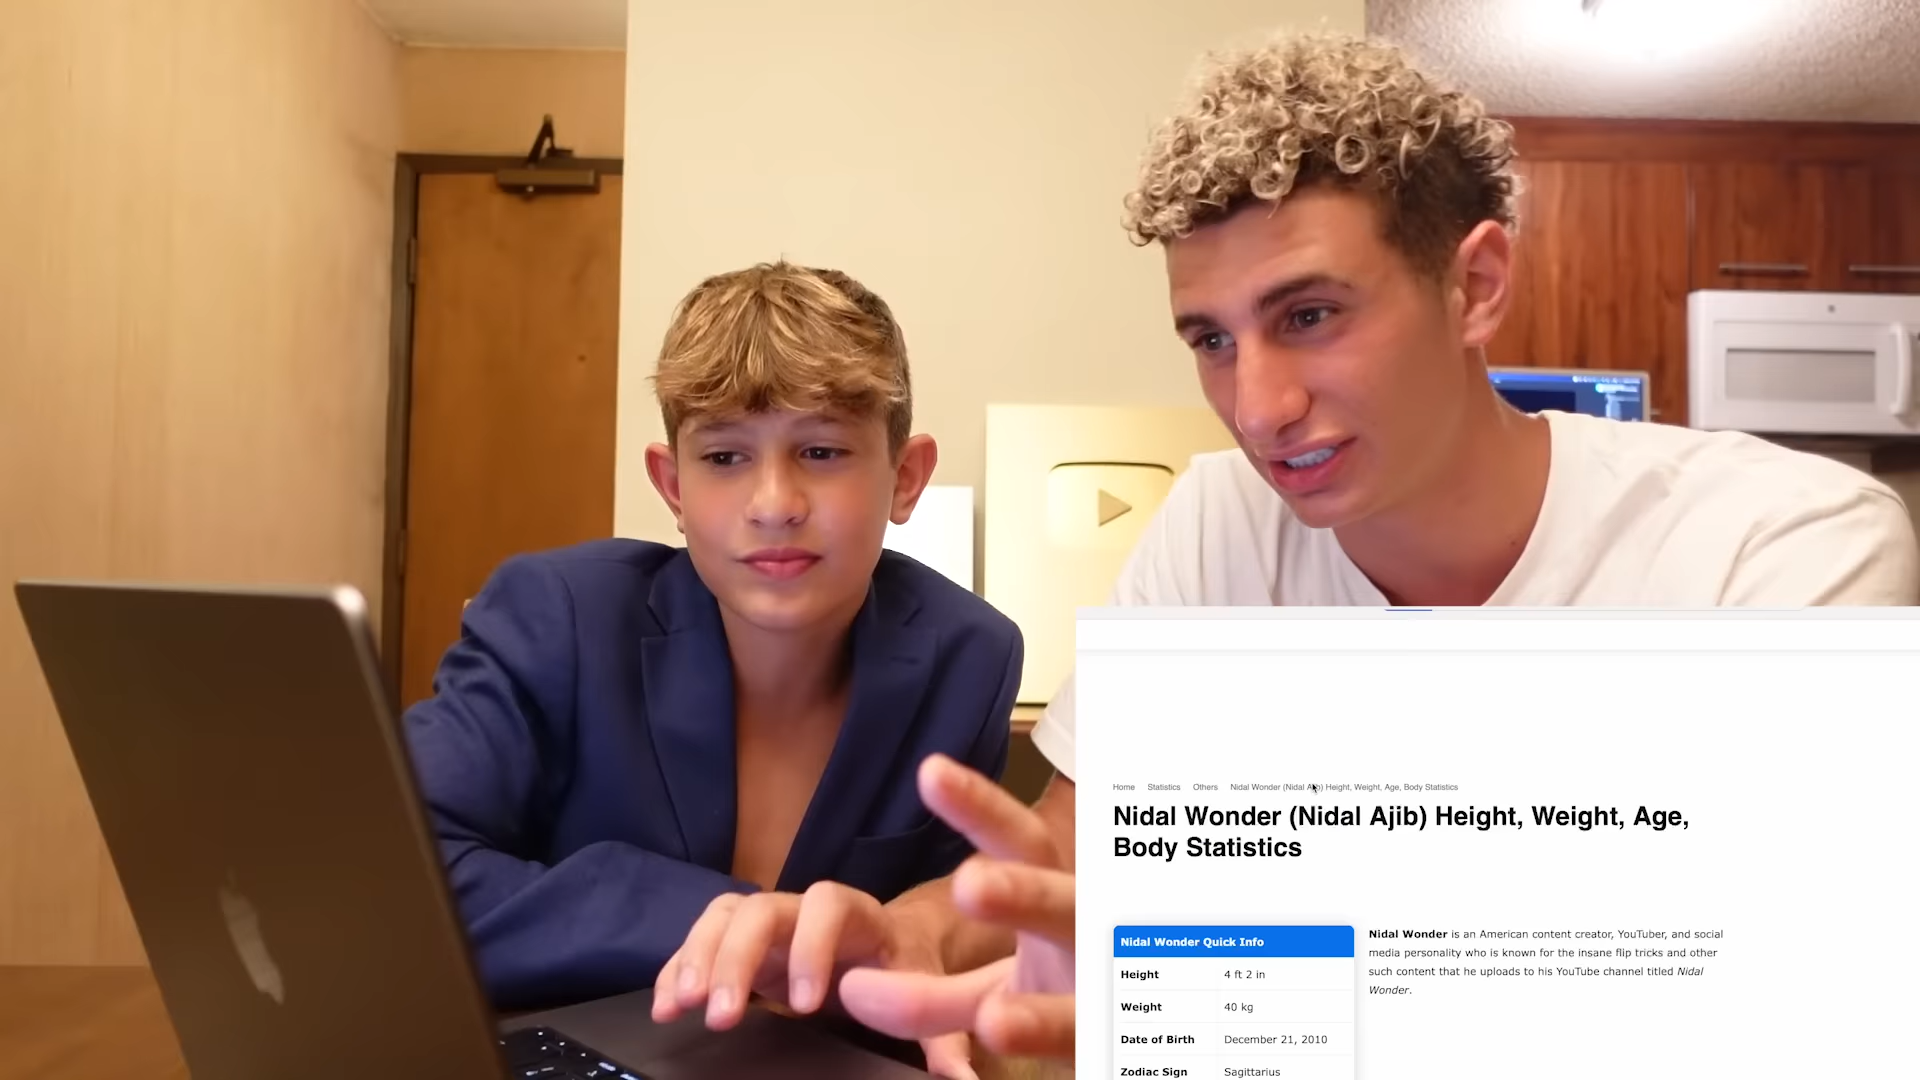 Home Statistics Others Nidal Wonder (Nidal Ajib) Height, Weight, Age, Body Statistics
Nidal Wonder (Nidal Ajib) Height, Weight, Age,
Body Statistics
Nidal Wonder Quick Info
Height 4 ft 2 in
Weight 40 kg
Date of Birth December 21, 2010
Zodiac Sign Sagittarius
Nidal Wonder is an American content creator, YouTuber, and social
media personality who is known for the insane flip tricks and other
such content that he uploads to his YouTube channel titled Nidal
Wonder.